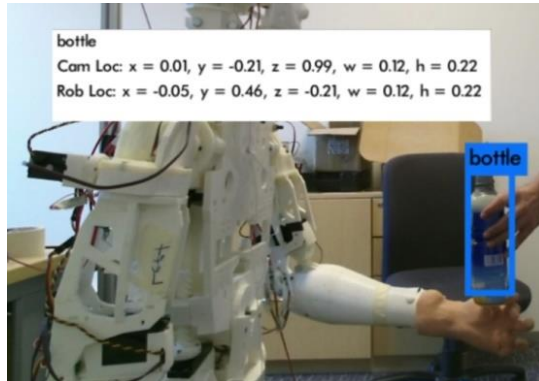 bottle
Cam Loc: x = 0.01, y = -0.21, z = 0.99, w = 0.12, h = 0.22
Rob Loc: x = -0.05, y = 0.46, z = -0.21, w = 0.12, h = 0.22
bottle